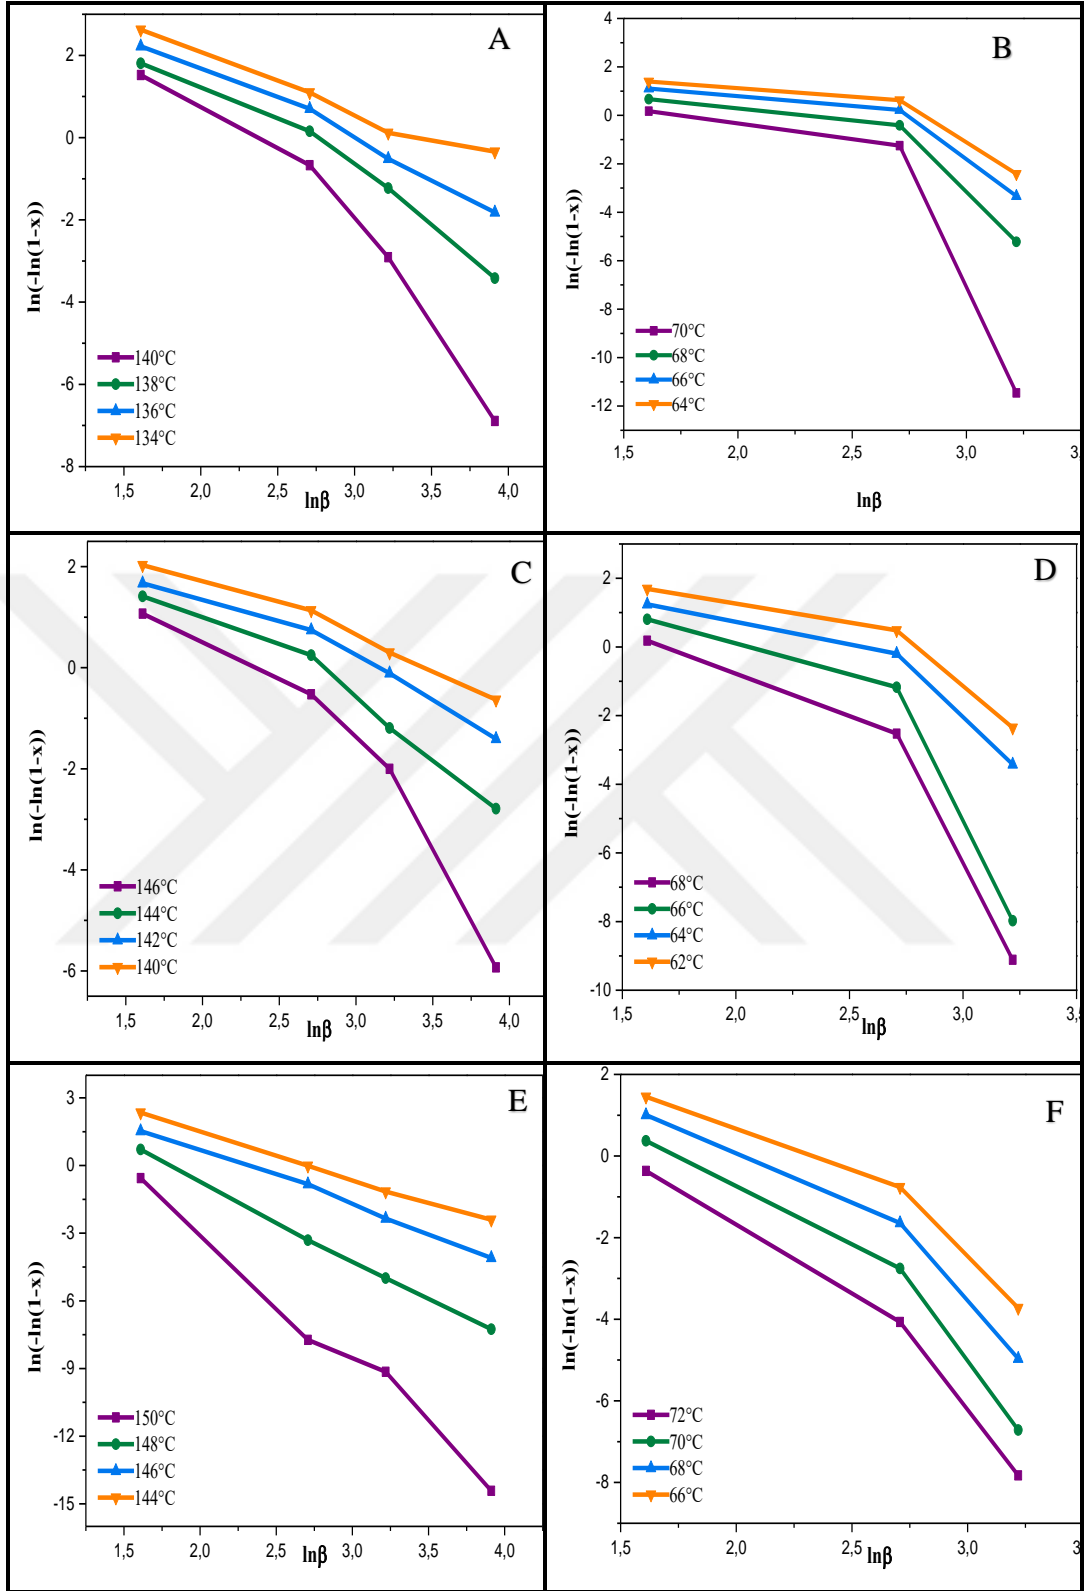 A
ln(-ln(1-x))
2
0
-2
-4
-6
-8
140°C
138°C
136°C
134°C
1,5
2,0
2,5
3,0
3,5
4,0
lnβ
B
ln(-ln(1-x))
4
2
0
-2
-4
-6
-8
-10
-12
70°C
68°C
66°C
64°C
1,5
2,0
2,5
3,0
3,
lnβ
C
ln(-ln(1-x))
2
0
-2
-4
-6
146°C
144°C
142°C
140°C
1,5
2,0
2,5
3,0
3,5
4,0
lnβ
D
ln(-ln(1-x))
2
0
-2
-4
-6
-8
-10
68°C
66°C
64°C
62°C
1,5
2,0
2,5
3,0
3,5
lnβ
E
ln(-ln(1-x))
3
0
-3
-6
-9
-12
-15
150°C
148°C
146°C
144°C
1,5
2,0
2,5
3,0
3,5
4,0
lnβ
F
ln(-ln(1-x))
2
0
-2
-4
-6
-8
72°C
70°C
68°C
66°C
1,5
2,0
2,5
3,0
3,
lnβ